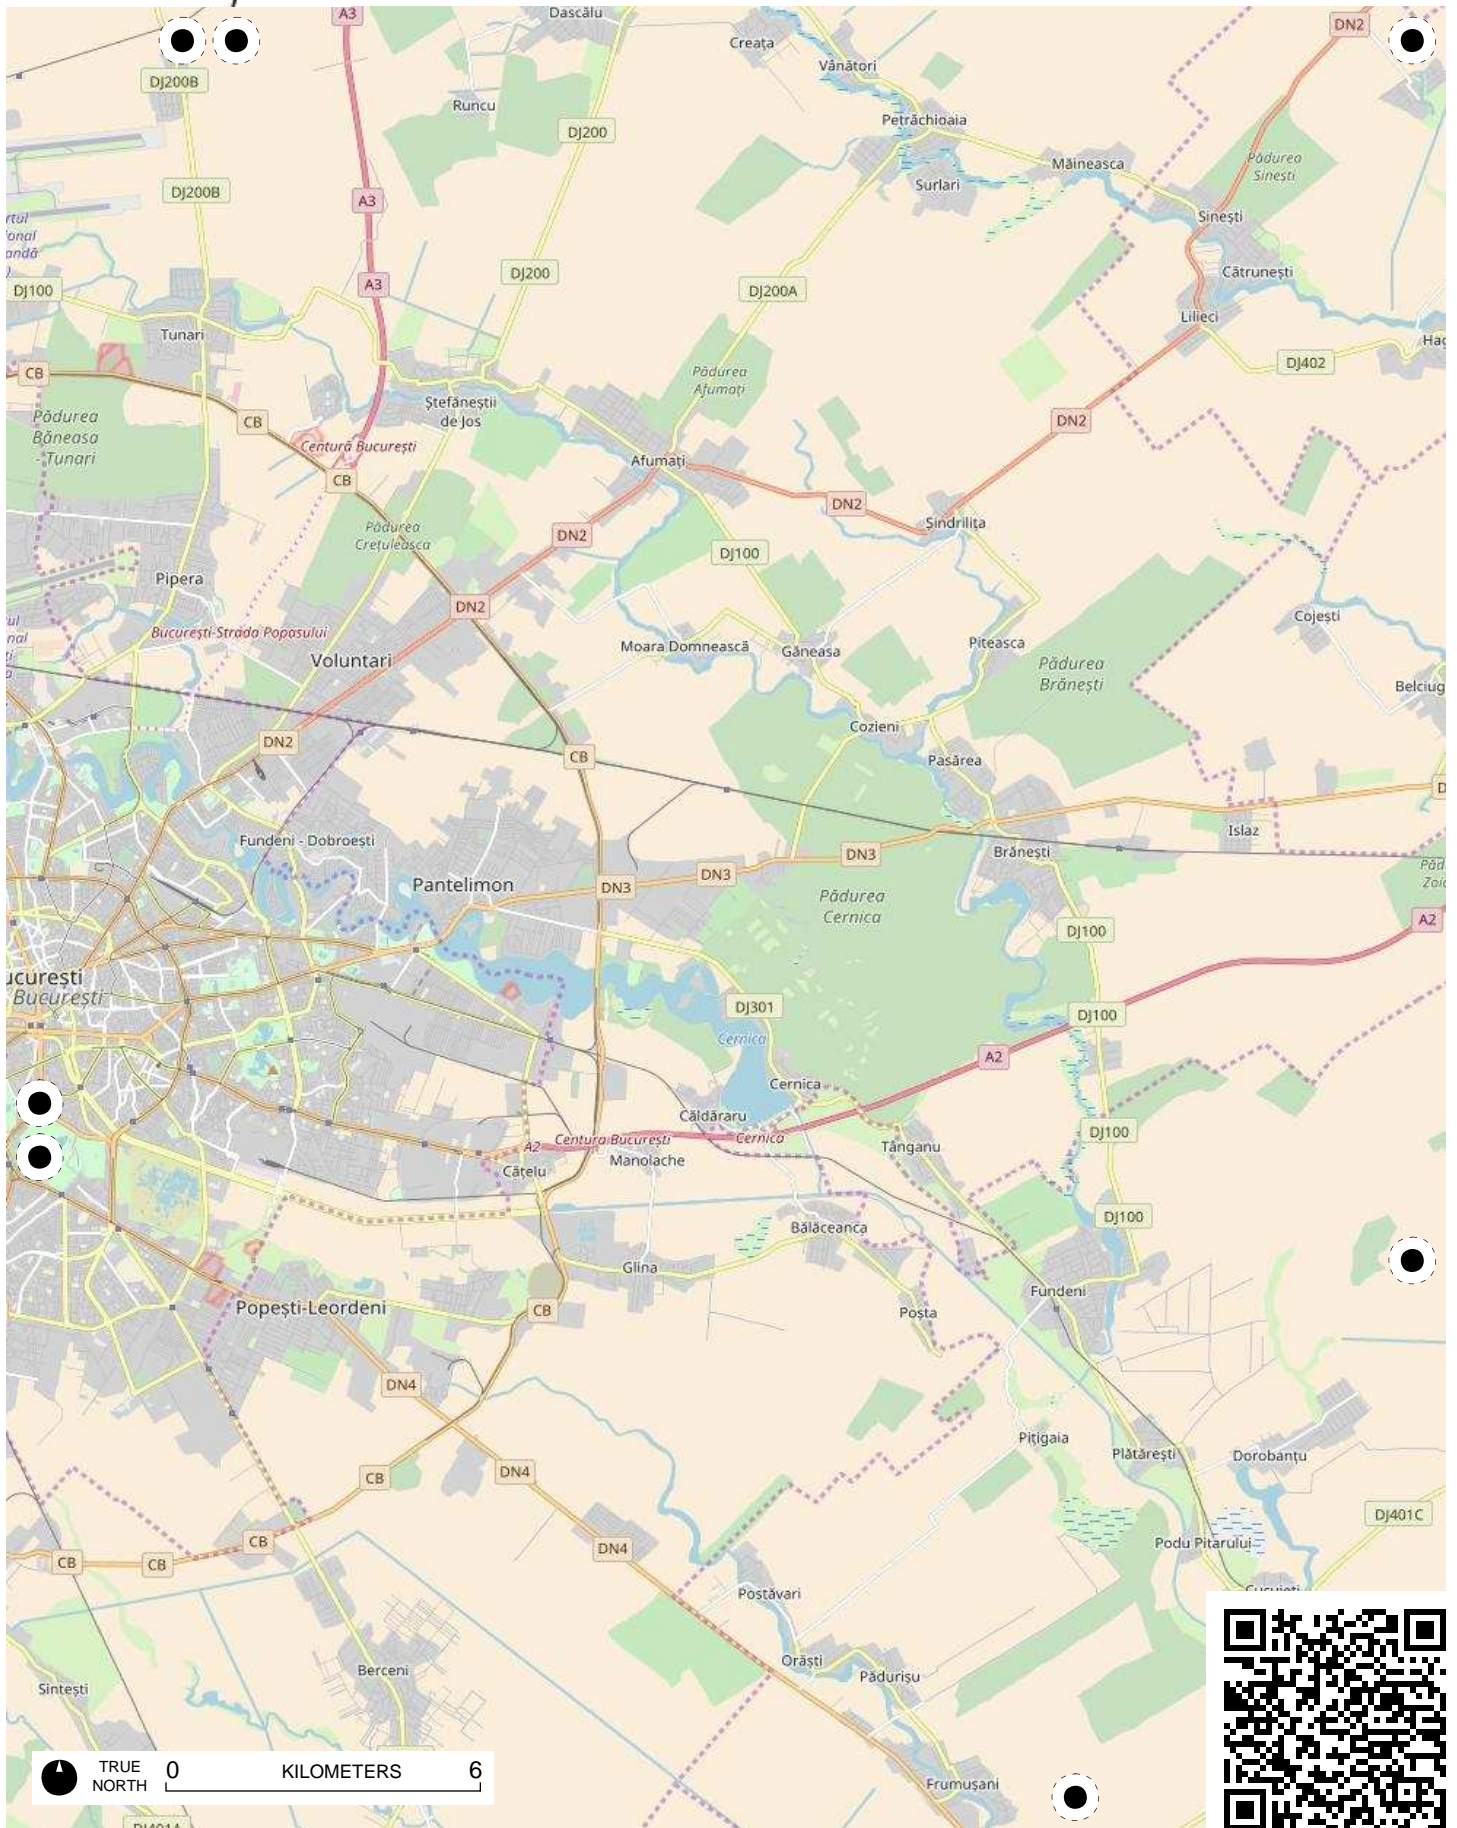 A3
Dascălu
DN2
Creața
Vânători
DJ200B
Runcu
Petrăchioaia
DJ200
Măineasca
Pădurea
Sinești
DJ200B
A3
Surlari
Sinești
DJ200
Cătrunești
DJ100
A3
DJ200A
Lilieci
Tunari
DJ402
CB
Pădurea
Afumați
Pădurea
Băneasa
- Tunari
CB
Ștefăneștii
de Jos
DN2
Centură București
Afumați
CB
DN2
Șindrilița
Pădurea
Crețuleasca
DN2
DJ100
Pipera
DN2
Cojești
București-Strada Popasului
Moara Domnească
Găneasa
Piteasca
Voluntari
Pădurea
Brănești
Cozieni
DN2
CB
Pasărea
Fundeni - Dobroești
Islaz
Brănești
DN3
DN3
DN3
Pantelimon
Pădurea
Cernica
A2
DJ100
București
DJ301
DJ100
Cernica
A2
Cernica
Căldăraru
DJ100
A2
Centura București
Cernica
Tânganu
Cățelu
Manolache
DJ100
Bălăceanca
Glina
Fundeni
Popești-Leordeni
CB
Poșta
DN4
Pițigaia
Plătărești
Dorobanțu
CB
DN4
DJ401C
CB
DN4
Podu Pitarului
CB
CB
Postăvari
Berceni
Orăști
Pădurișu
Sintești
TRUE
NORTH
0 KILOMETERS 6
Frumușani